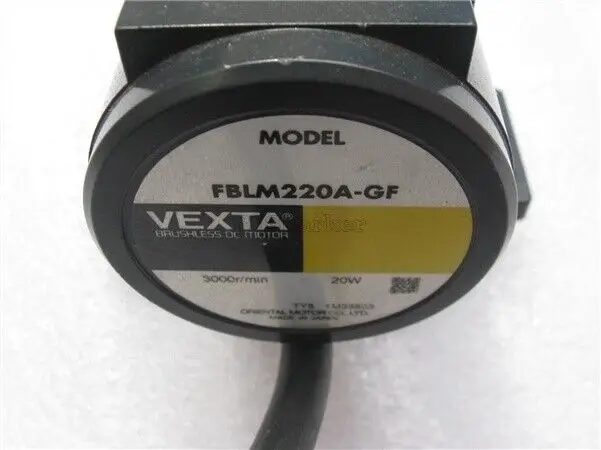 MODEL
FBLM220A-GF
VEXTA®
BRUSHLESS DC MOTOR
3000r/min 20W
ORIENTAL MOTOR CO., LTD.
MADE IN JAPAN